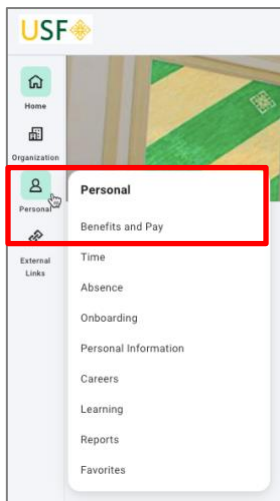 USF
Home
Organization
Personal
External
Links
Personal
Benefits and Pay
Time
Absence
Onboarding
Personal Information
Careers
Learning
Reports
Favorites